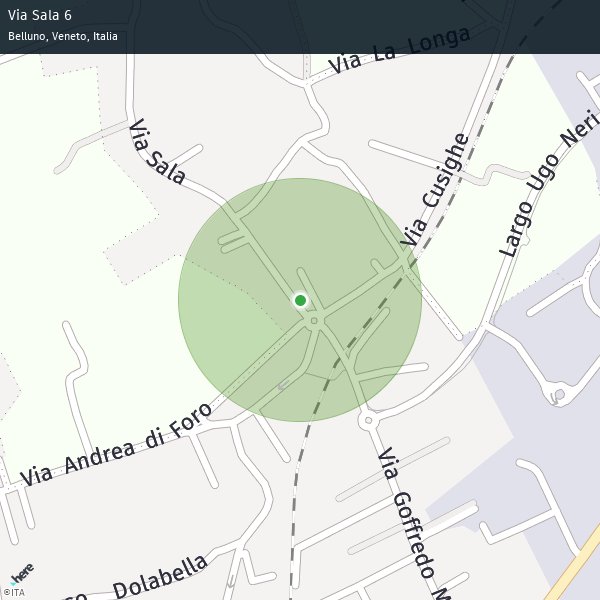 Via Sala 6
Belluno, Veneto, Italia
Via La Longa
Via Sala
Via Cusighe
Largo Ugo Neri
Via Andrea di Foro
Via Goffredo M
Dolabella
here
©ITA